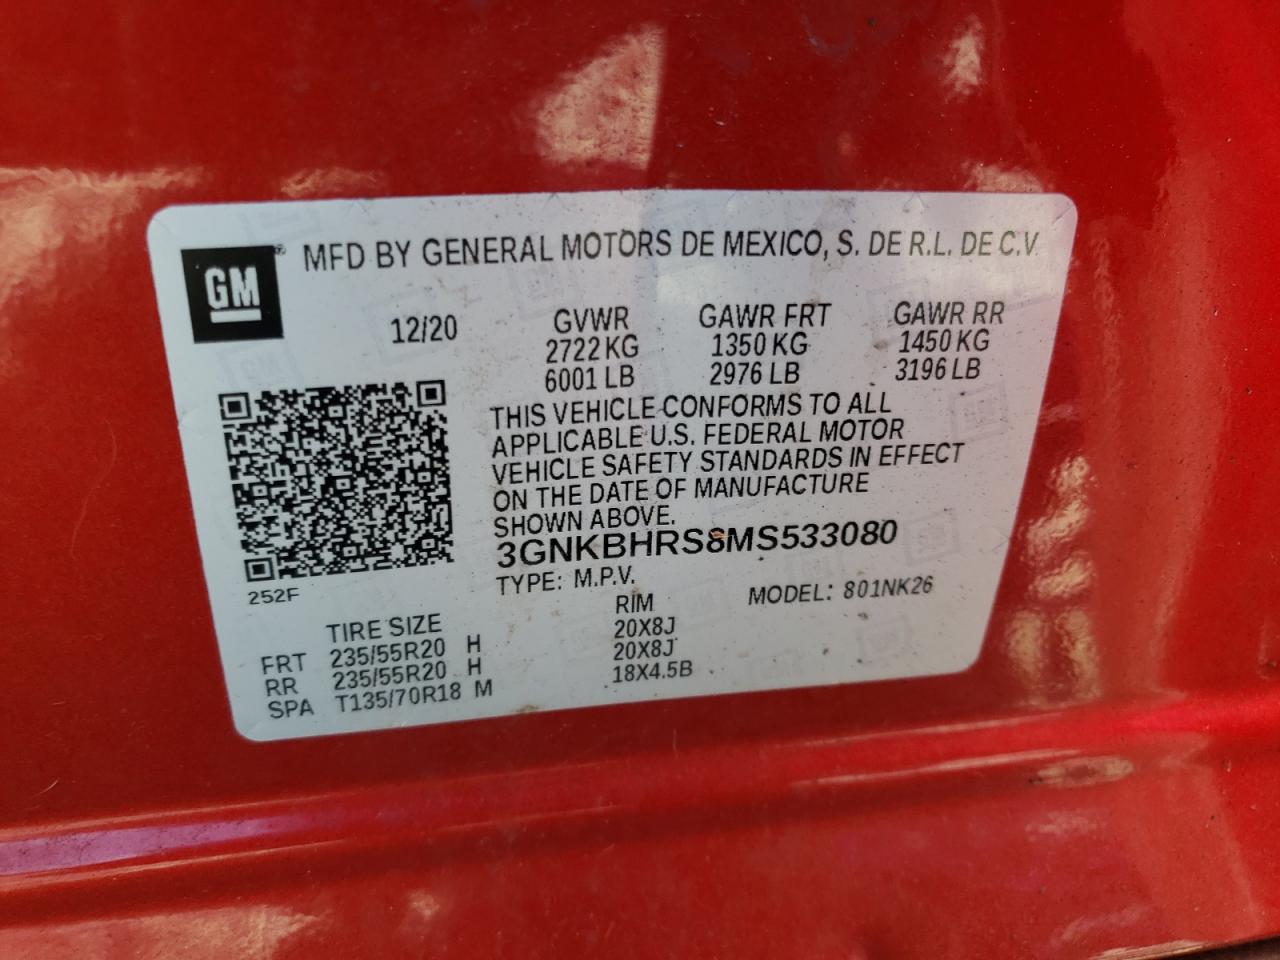 GM® MFD BY GENERAL MOTORS DE MEXICO, S. DE R.L. DE C.V.
12/20 GVWR GAWR FRT GAWR RR
2722 KG 1350 KG 1450 KG
6001 LB 2976 LB 3196 LB
THIS VEHICLE CONFORMS TO ALL
APPLICABLE U.S. FEDERAL MOTOR
VEHICLE SAFETY STANDARDS IN EFFECT
ON THE DATE OF MANUFACTURE
SHOWN ABOVE.
3GNKBHRS8MS533080
252F TYPE: M.P.V. MODEL: 801NK26
TIRE SIZE RIM
FRT 235/55R20 H 20X8J
RR 235/55R20 H 20X8J
SPA T135/70R18 M 18X4.5B